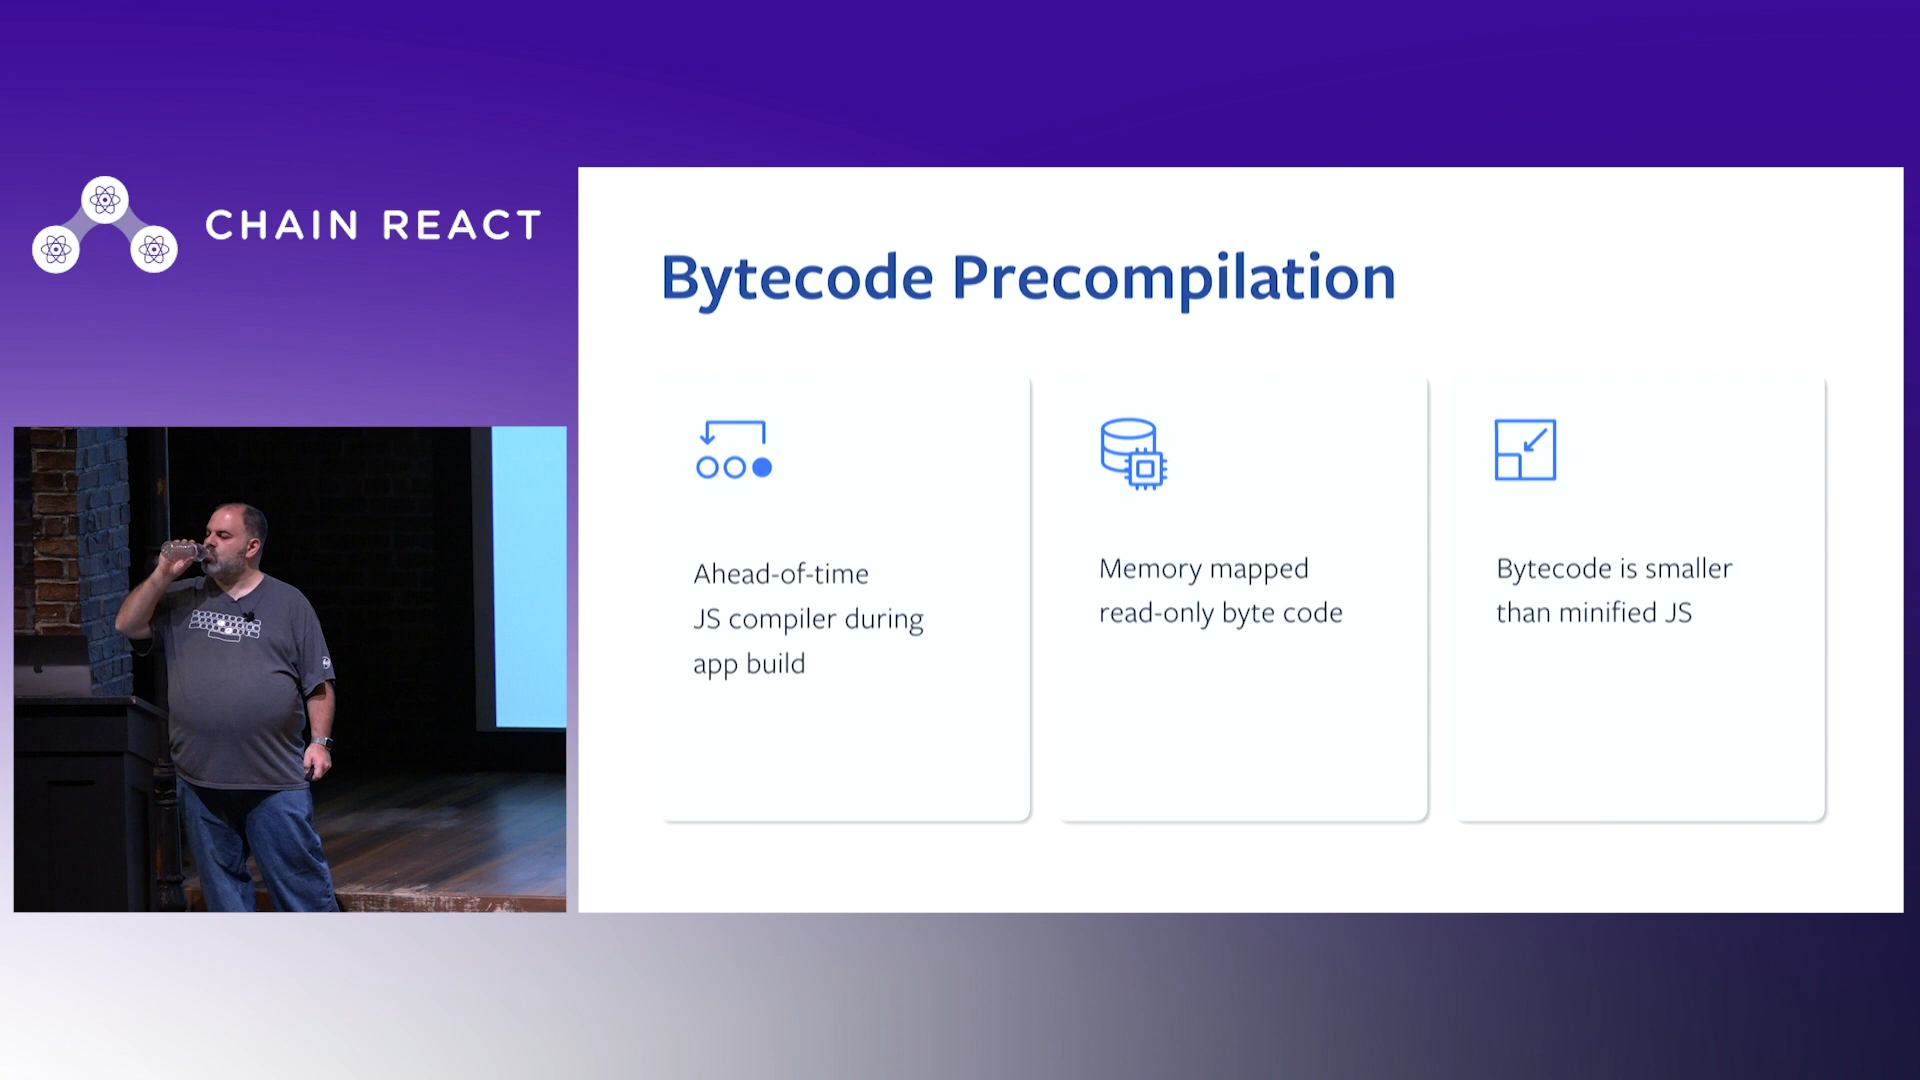 CHAIN REACT
Bytecode Precompilation
Ahead-of-time
JS compiler during
app build
Memory mapped
read-only byte code
Bytecode is smaller
than minified JS